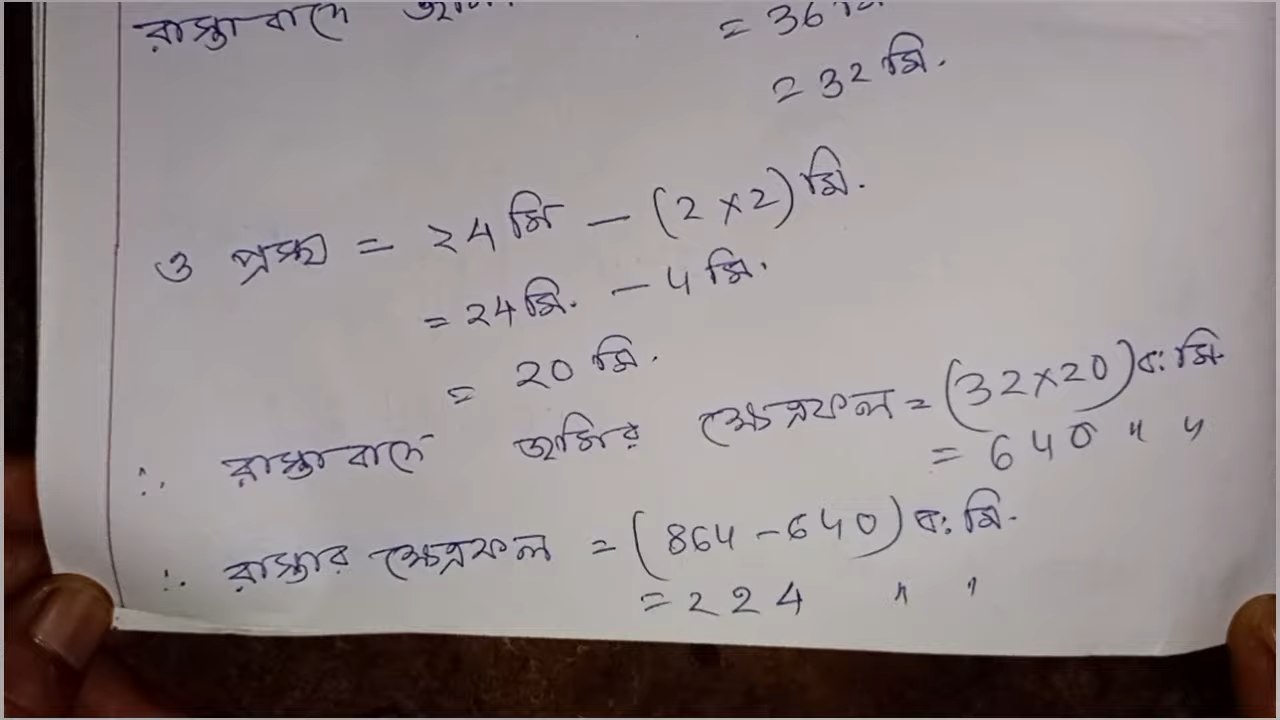 রাস্তাবাদে
= 36
= 32 মি.
ও প্রস্থ = 24 মি – (2×2) মি.
= 24 মি. – 4 মি.
= 20 মি.
∴ রাস্তাবাদে জমির ক্ষেত্রফল = (32×20) ব: মি.
= 640 " "
∴ রাস্তার ক্ষেত্রফল = (864 – 640) ব: মি.
= 224 " "